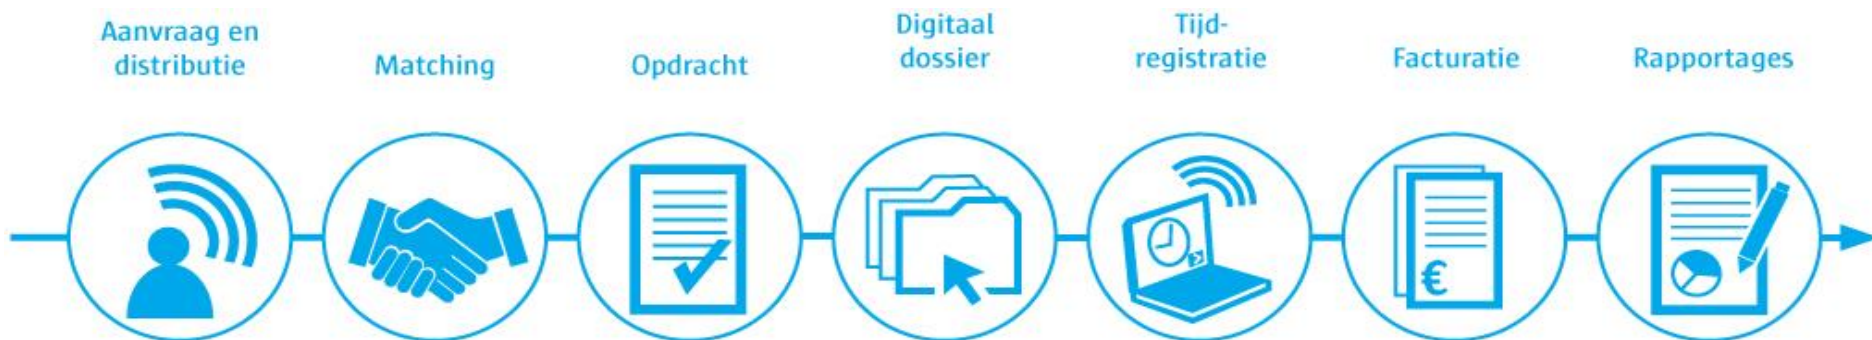 Aanvraag en
distributie
Matching
Opdracht
Digitaal
dossier
Tijd-
registratie
Facturatie
Rapportages
€